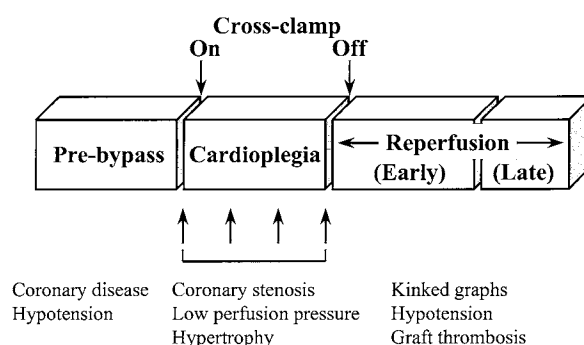 Cross-clamp
On
Off
Pre-bypass
Cardioplegia
Reperfusion
(Early)
(Late)
Coronary disease
Hypotension
Coronary stenosis
Low perfusion pressure
Hypertrophy
Kinked graphs
Hypotension
Graft thrombosis